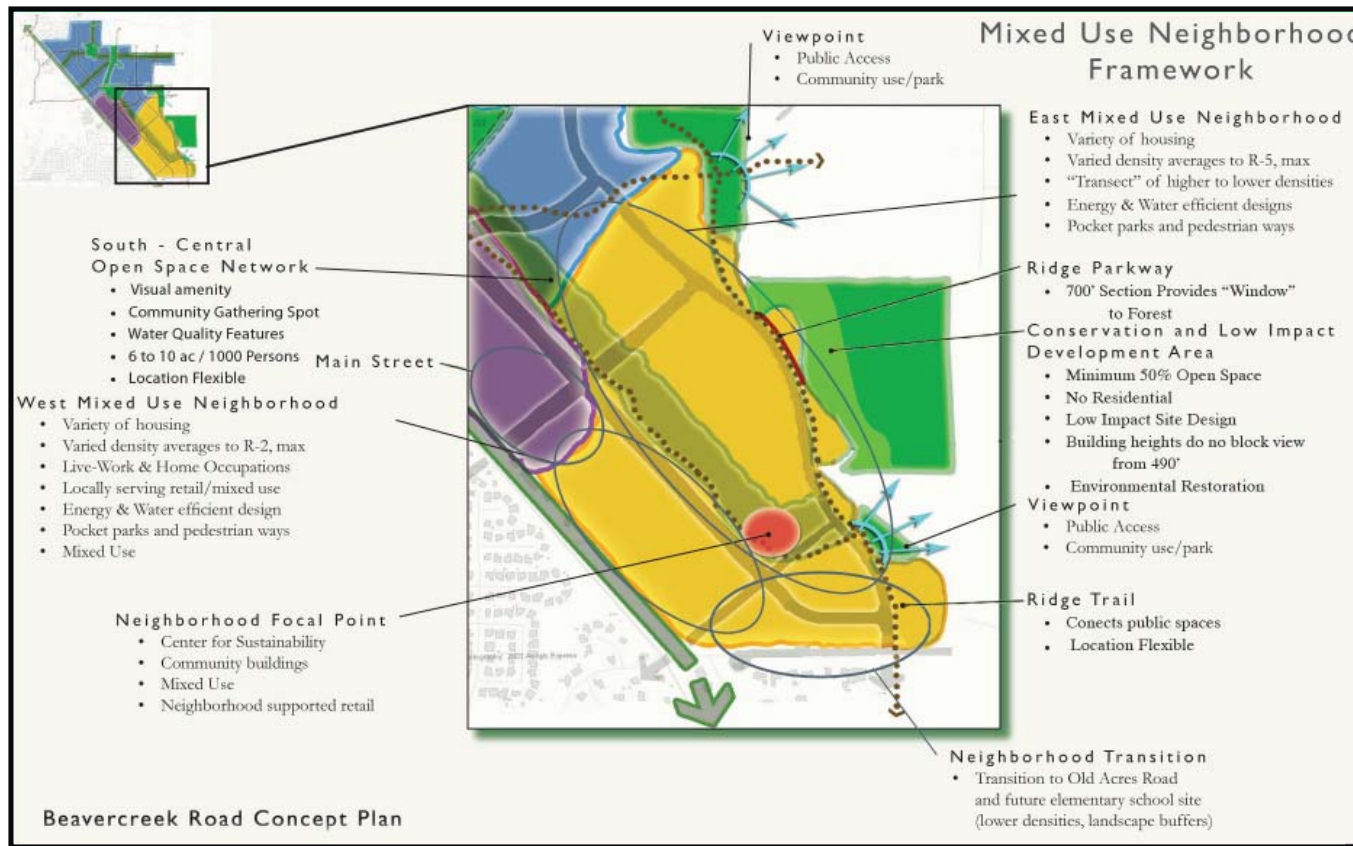 Mixed Use Neighborhood
Framework
Viewpoint
• Public Access
• Community use/park
East Mixed Use Neighborhood
• Variety of housing
• Varied density averages to R-5, max
• “Transect” of higher to lower densities
• Energy & Water efficient designs
• Pocket parks and pedestrian ways
Ridge Parkway
• 700' Section Provides “Window”
to Forest
Conservation and Low Impact
Development Area
• Minimum 50% Open Space
• No Residential
• Low Impact Site Design
• Building heights do no block view
from 490'
• Environmental Restoration
Viewpoint
• Public Access
• Community use/park
Ridge Trail
• Conects public spaces
• Location Flexible
Neighborhood Transition
• Transition to Old Acres Road
and future elementary school site
(lower densities, landscape buffers)
South - Central
Open Space Network
• Visual amenity
• Community Gathering Spot
• Water Quality Features
• 6 to 10 ac / 1000 Persons
• Location Flexible
Main Street
West Mixed Use Neighborhood
• Variety of housing
• Varied density averages to R-2, max
• Live-Work & Home Occupations
• Locally serving retail/mixed use
• Energy & Water efficient design
• Pocket parks and pedestrian ways
• Mixed Use
Neighborhood Focal Point
• Center for Sustainability
• Community buildings
• Mixed Use
• Neighborhood supported retail
Beavercreek Road Concept Plan